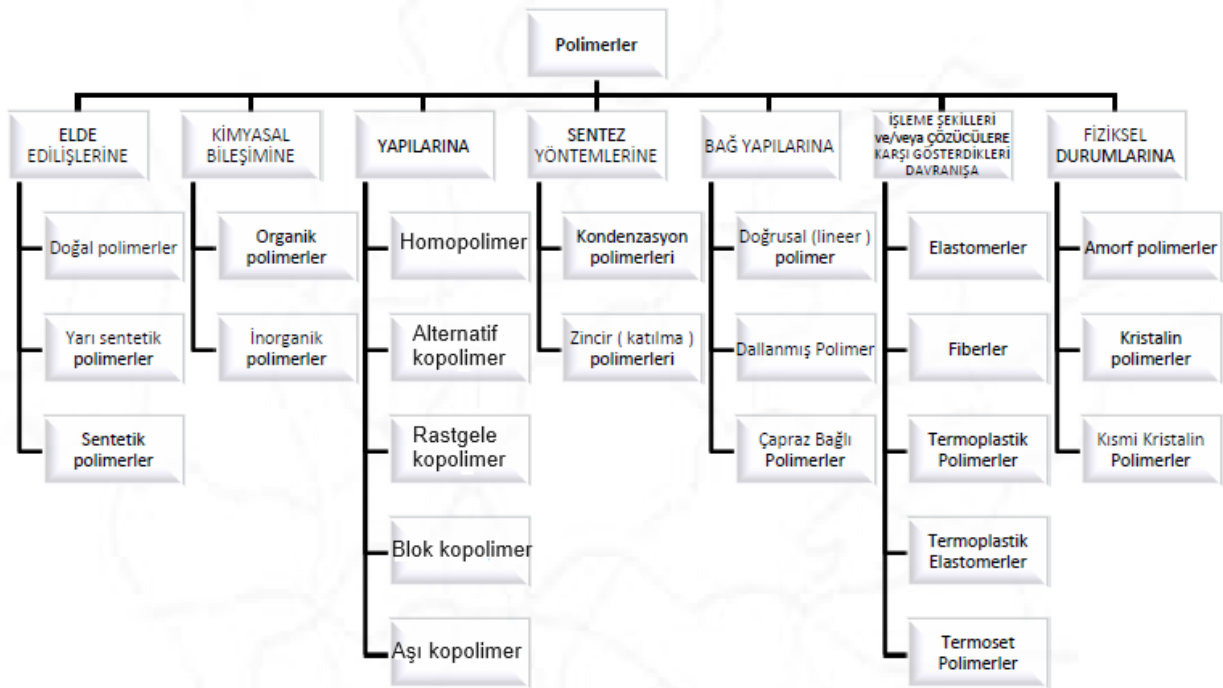 Polimerler
ELDE
EDİLİŞLERİNE
KİMYASAL
BİLEŞİMİNE
YAPILARINA
SENTEZ
YÖNTEMLERİNE
BAĞ YAPILARINA
İŞLEME ŞEKİLLERİ
ve/veya ÇÖZÜCÜLERE
KARŞI GÖSTERDİKLERİ
DAVRANIŞA
FİZİKSEL
DURUMLARINA
Doğal polimerler
Yarı sentetik
polimerler
Sentetik
polimerler
Organik
polimerler
İnorganik
polimerler
Homopolimer
Alternatif
kopolimer
Rastgele
kopolimer
Blok kopolimer
Aşı kopolimer
Kondenzasyon
polimerleri
Zincir ( katılma )
polimerleri
Doğrusal (lineer )
polimer
Dallanmış Polimer
Çapraz Bağlı
Polimerler
Elastomerler
Fiberler
Termoplastik
Polimerler
Termoplastik
Elastomerler
Termoset
Polimerler
Amorf polimerler
Kristalin
polimerler
Kısmi Kristalin
Polimerler